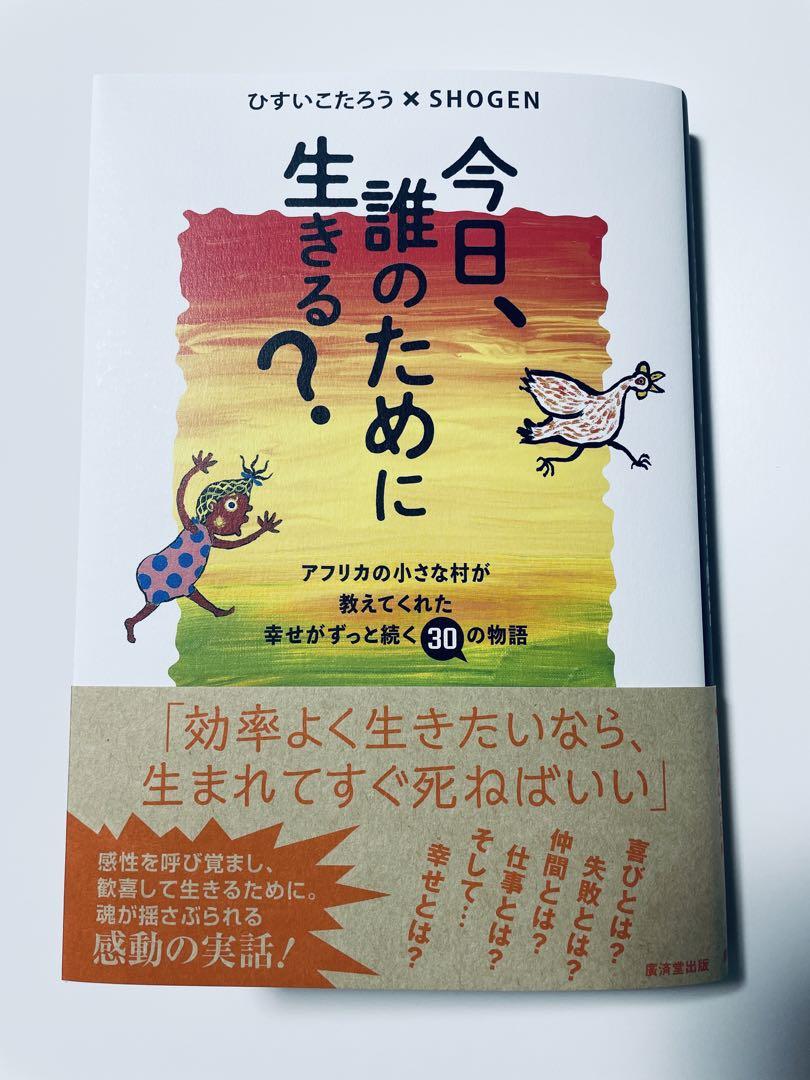 ひすいこたろう×SHOGEN
今日、
誰のために
生きる?
アフリカの小さな村が
教えてくれた
幸せがずっと続く30の物語
「効率よく生きたいなら、
生まれてすぐ死ねばいい」
感性を呼び覚まし、
歓喜して生きるために。
魂が揺さぶられる
感動の実話!
喜びとは?
失敗とは?
仲間とは?
仕事とは?
そして…
幸せとは?
廣済堂出版